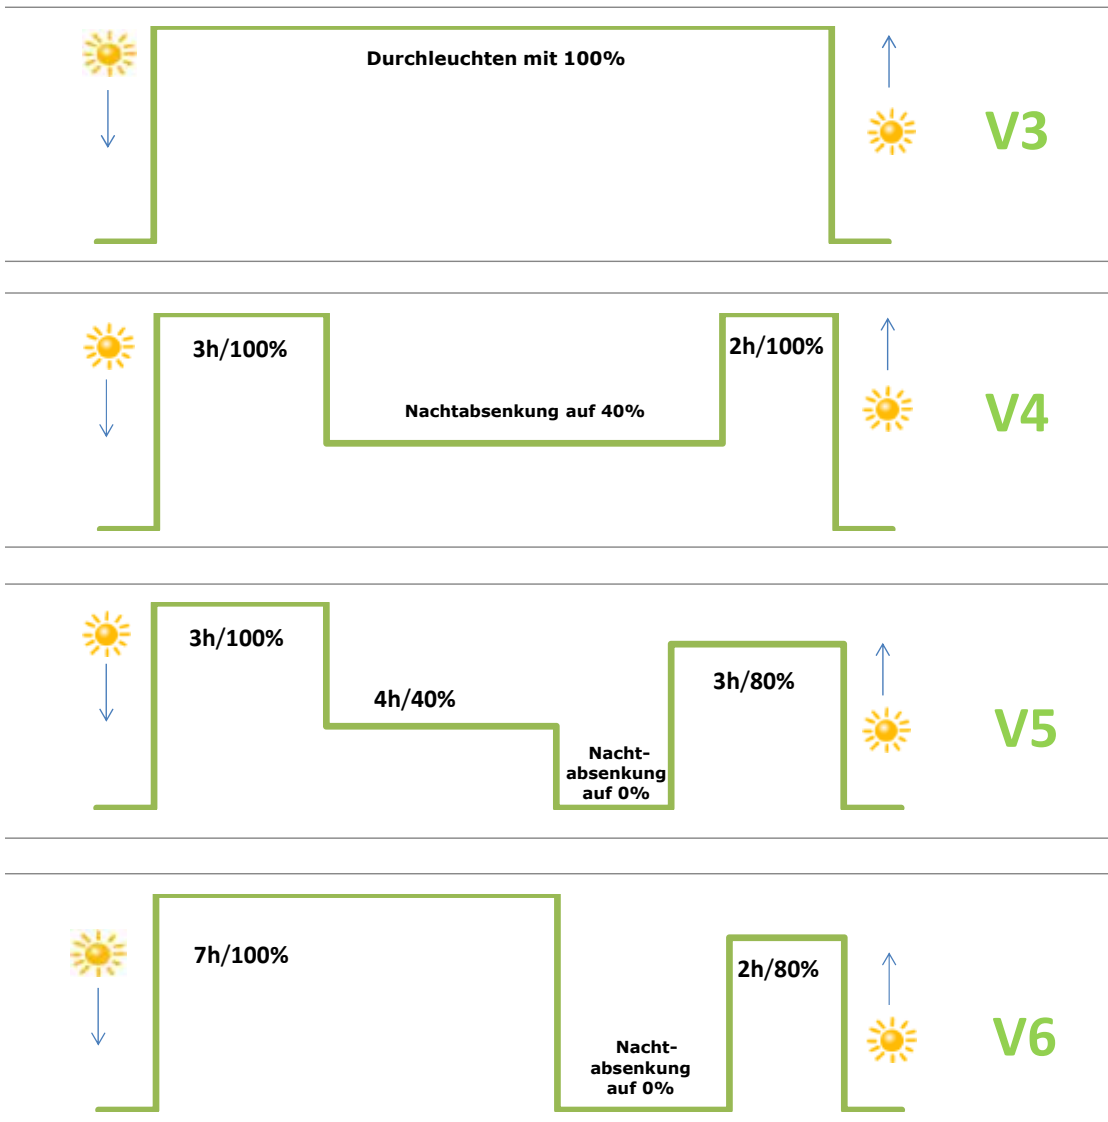 Durchleuchten mit 100%
V3
3h/100%
2h/100%
Nachtabsenkung auf 40%
V4
3h/100%
4h/40%
3h/80%
Nacht-
absenkung
auf 0%
V5
7h/100%
2h/80%
Nacht-
absenkung
auf 0%
V6